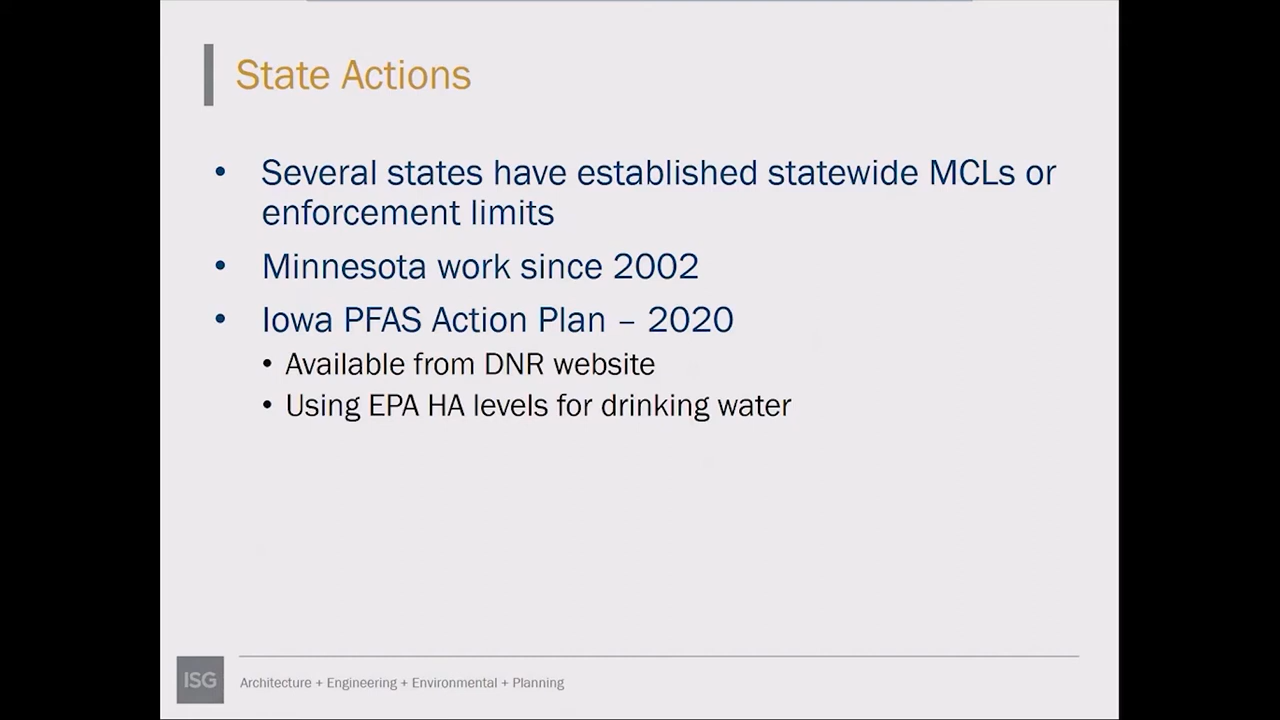 State Actions
• Several states have established statewide MCLs or
enforcement limits
• Minnesota work since 2002
• Iowa PFAS Action Plan – 2020
• Available from DNR website
• Using EPA HA levels for drinking water
ISG
Architecture + Engineering + Environmental + Planning